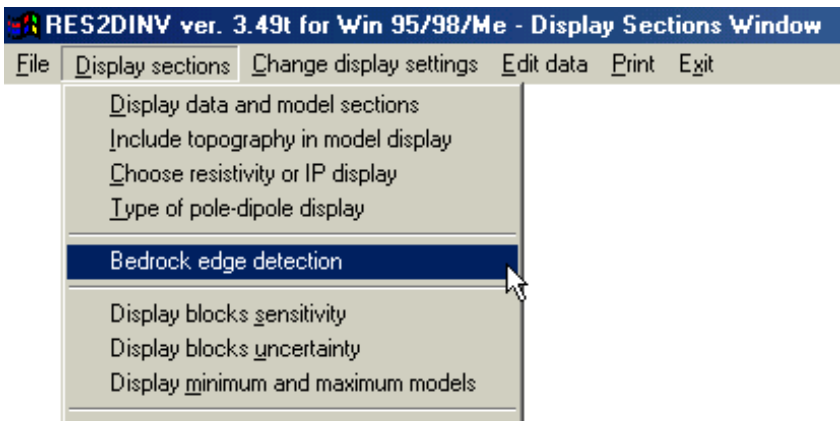 RES2DINV ver. 3.49t for Win 95/98/Me - Display Sections Window
File Display sections Change display settings Edit data Print Exit
Display data and model sections
Include topography in model display
Choose resistivity or IP display
Type of pole-dipole display
Bedrock edge detection
Display blocks sensitivity
Display blocks uncertainty
Display minimum and maximum models